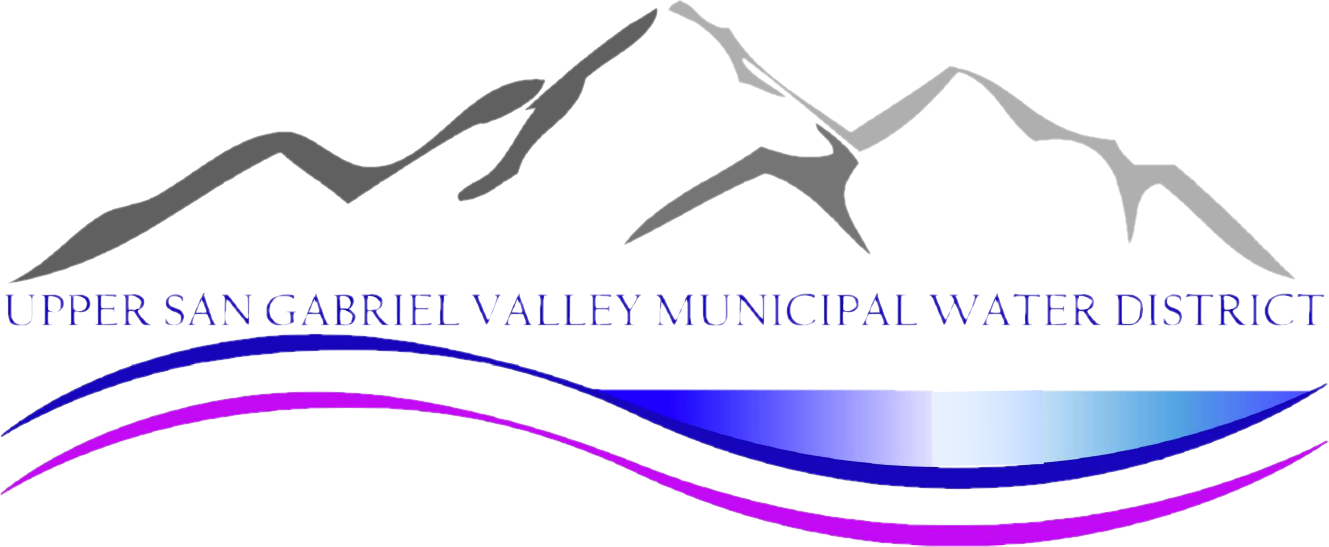 UPPER SAN GABRIEL VALLEY MUNICIPAL WATER DISTRICT